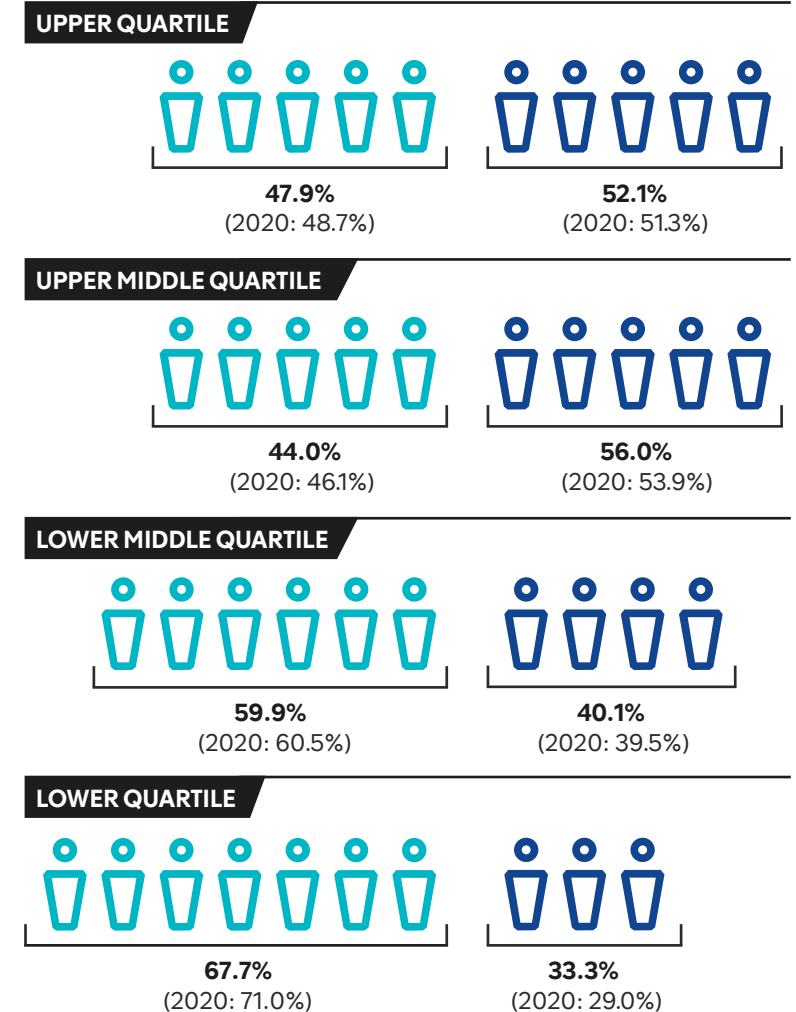 UPPER QUARTILE
47.9% 52.1%
(2020: 48.7%) (2020: 51.3%)
UPPER MIDDLE QUARTILE
44.0% 56.0%
(2020: 46.1%) (2020: 53.9%)
LOWER MIDDLE QUARTILE
59.9% 40.1%
(2020: 60.5%) (2020: 39.5%)
LOWER QUARTILE
67.7% 33.3%
(2020: 71.0%) (2020: 29.0%)